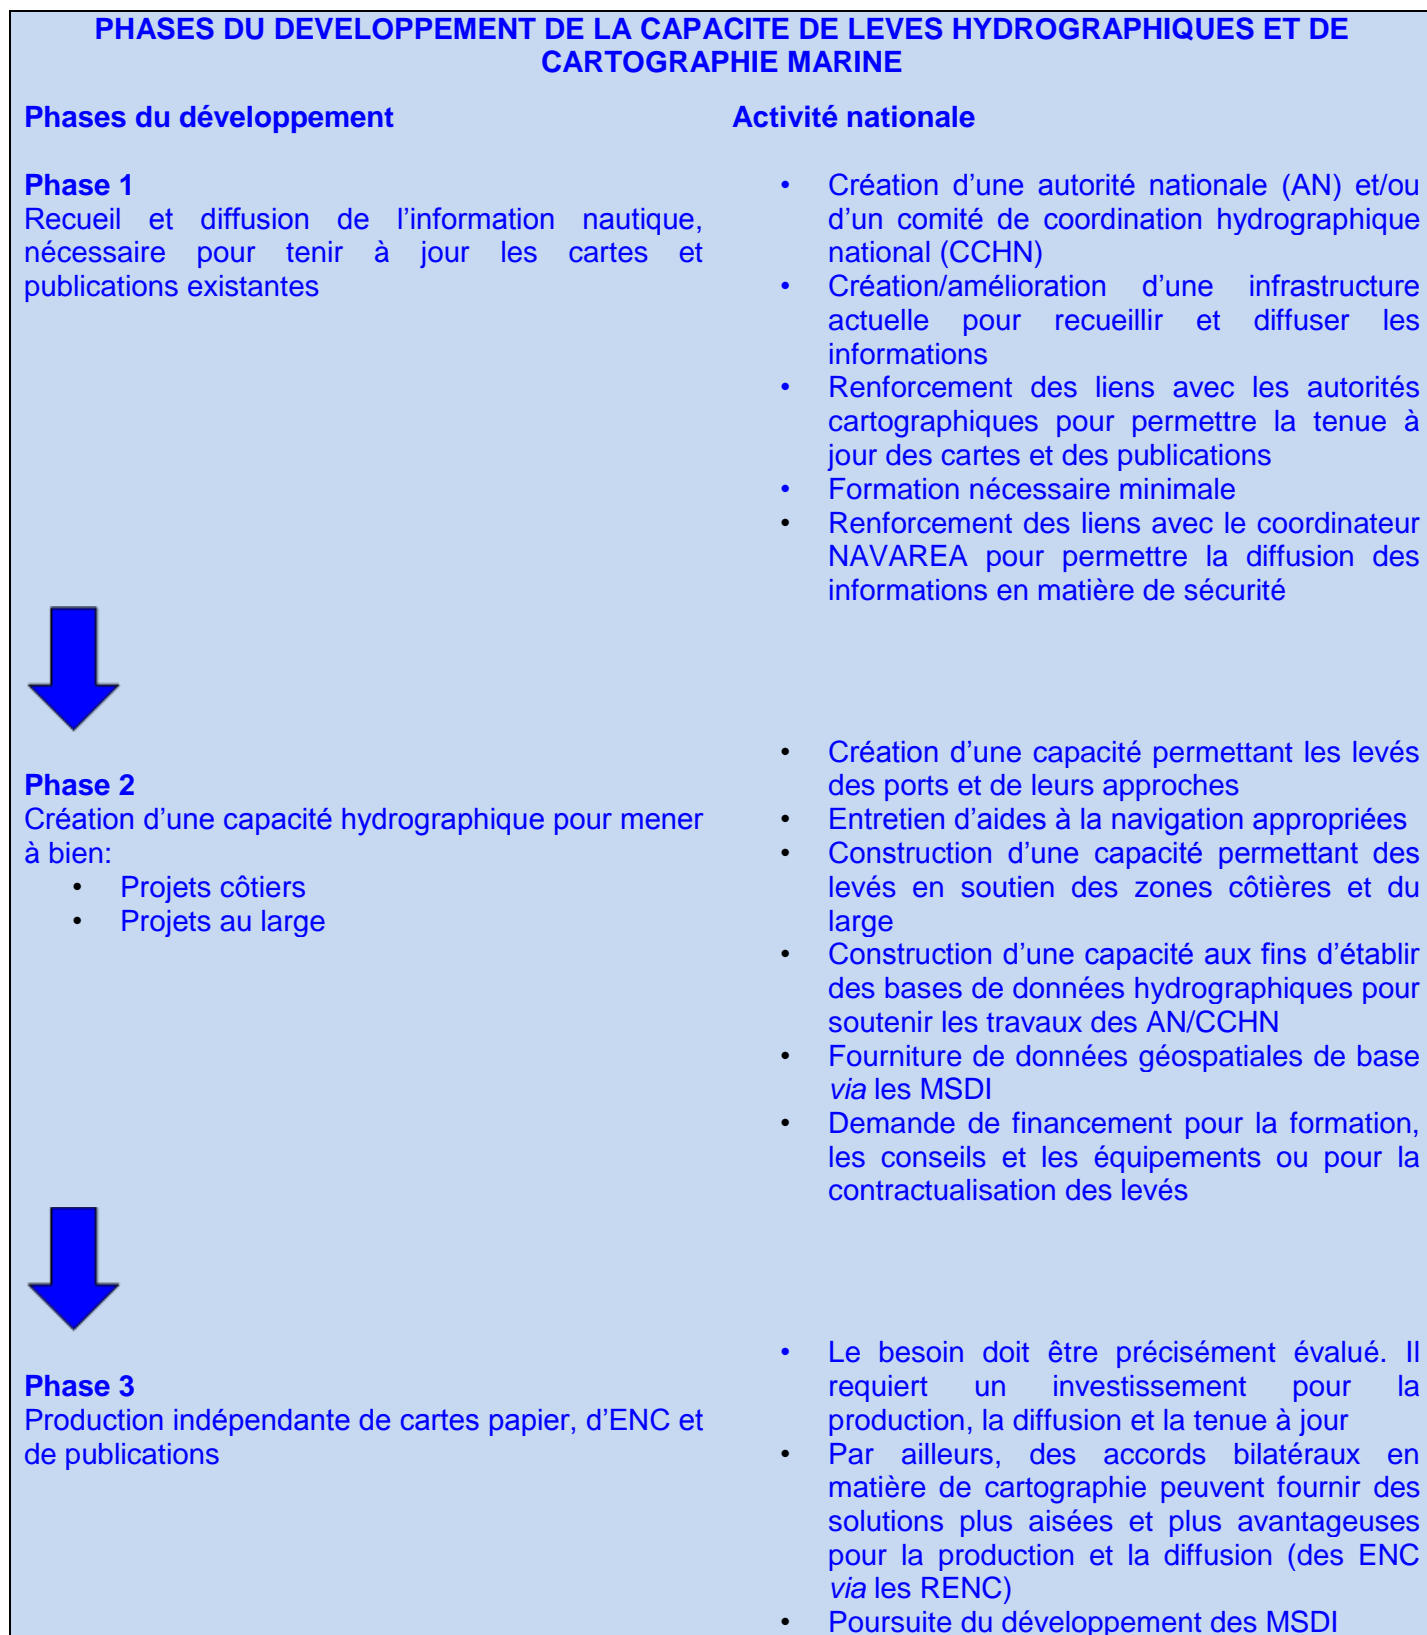 PHASES DU DEVELOPPEMENT DE LA CAPACITE DE LEVES HYDROGRAPHIQUES ET DE
CARTOGRAPHIE MARINE
Phases du développement
Activité nationale
Phase 1
Recueil et diffusion de l’information nautique,
nécessaire pour tenir à jour les cartes et
publications existantes
• Création d’une autorité nationale (AN) et/ou
d’un comité de coordination hydrographique
national (CCHN)
• Création/amélioration d’une infrastructure
actuelle pour recueillir et diffuser les
informations
• Renforcement des liens avec les autorités
cartographiques pour permettre la tenue à
jour des cartes et des publications
• Formation nécessaire minimale
• Renforcement des liens avec le coordinateur
NAVAREA pour permettre la diffusion des
informations en matière de sécurité
Phase 2
Création d’une capacité hydrographique pour mener
à bien:
• Projets côtiers
• Projets au large
• Création d’une capacité permettant les levés
des ports et de leurs approches
• Entretien d’aides à la navigation appropriées
• Construction d’une capacité permettant des
levés en soutien des zones côtières et du
large
• Construction d’une capacité aux fins d’établir
des bases de données hydrographiques pour
soutenir les travaux des AN/CCHN
• Fourniture de données géospatiales de base
via les MSDI
• Demande de financement pour la formation,
les conseils et les équipements ou pour la
contractualisation des levés
Phase 3
Production indépendante de cartes papier, d’ENC et
de publications
• Le besoin doit être précisément évalué. Il
requiert un investissement pour la
production, la diffusion et la tenue à jour
• Par ailleurs, des accords bilatéraux en
matière de cartographie peuvent fournir des
solutions plus aisées et plus avantageuses
pour la production et la diffusion (des ENC
via les RENC)
• Poursuite du développement des MSDI